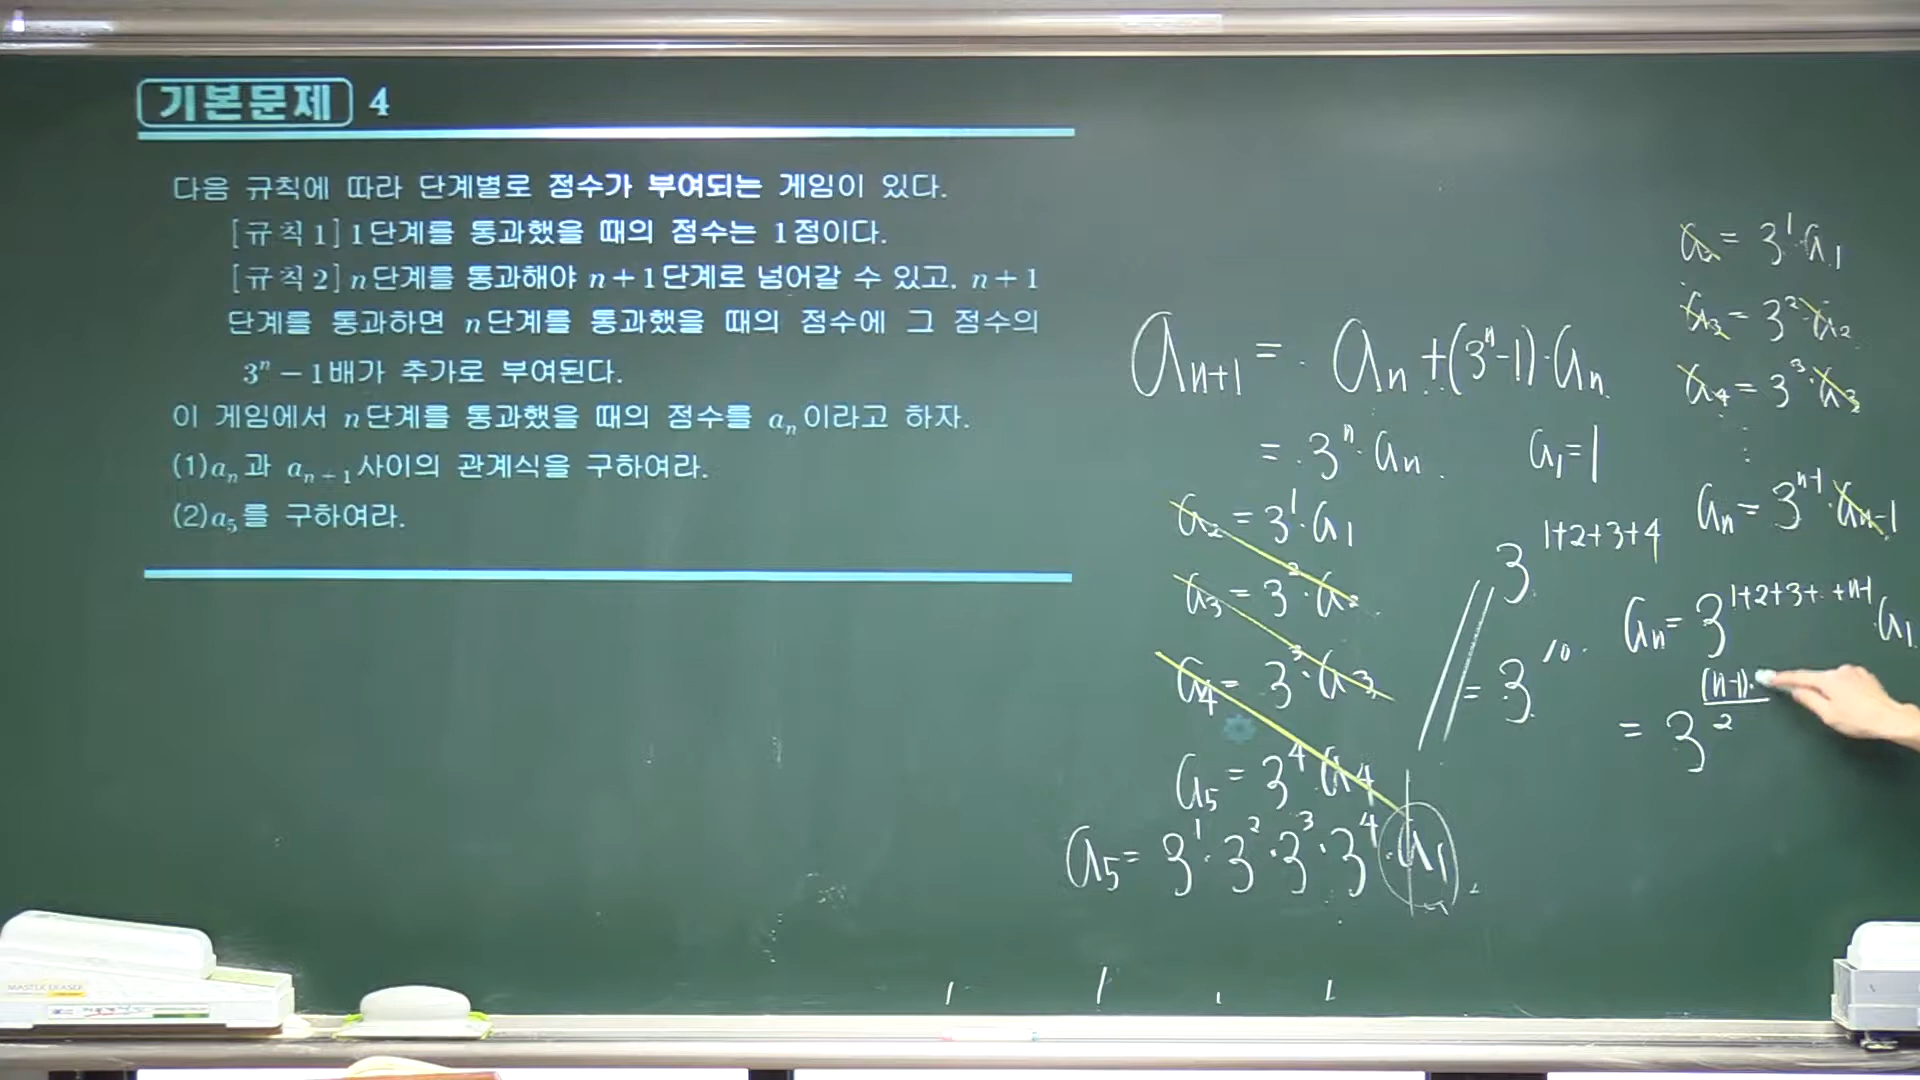 기본문제 4
다음 규칙에 따라 단계별로 점수가 부여되는 게임이 있다.
[규칙 1] 1단계를 통과했을 때의 점수는 1점이다.
[규칙 2] n단계를 통과해야 n+1단계로 넘어갈 수 있고, n+1
단계를 통과하면 n단계를 통과했을 때의 점수에 그 점수의
3ⁿ-1배가 추가로 부여된다.
이 게임에서 n단계를 통과했을 때의 점수를 aₙ이라고 하자.
(1)aₙ과 aₙ₊₁사이의 관계식을 구하여라.
(2)a₅를 구하여라.
aₙ₊₁ = aₙ+(3ⁿ-1)·aₙ
= 3ⁿ·aₙ
a₁=1
a₂ = 3¹·a₁
a₃ = 3²·a₂
a₄ = 3³·a₃
a₅ = 3⁴·a₄
a₅ = 3¹·3²·3³·3⁴·a₁
3¹⁺²⁺³⁺⁴
= 3¹⁰
a₂ = 3¹·a₁
a₃ = 3²·a₂
a₄ = 3³·a₃
⋮
aₙ = 3ⁿ⁻¹·aₙ₋₁
aₙ = 3^(1+2+3+..+n-1)·a₁
= 3^((n-1)·/2)
MASTER ERASER